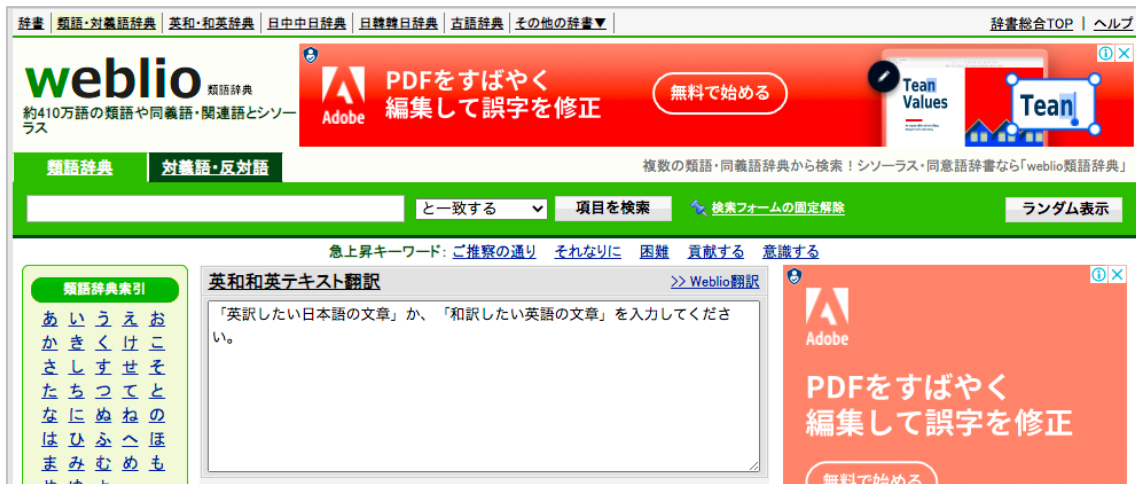 辞書 類語・対義語辞典 英和・和英辞典 日中中日辞典 日韓韓日辞典 古語辞典 その他の辞書▼ 辞書総合TOP | ヘルプ
weblio 類語辞典
約410万語の類語や同義語・関連語とシソーラス
Adobe
PDFをすばやく
編集して誤字を修正
無料で始める
Tean
Values
Tean
類語辞典 対義語・反対語 複数の類語・同義語辞典から検索！シソーラス・同意語辞書なら「weblio類語辞典」
と一致する 項目を検索 検索フォームの固定解除 ランダム表示
急上昇キーワード: ご推察の通り それなりに 困難 貢献する 意識する
類語辞典索引
あ い う え お
か き く け こ
さ し す せ そ
た ち つ て と
な に ぬ ね の
は ひ ふ へ ほ
ま み む め も
英和和英テキスト翻訳 >> Weblio翻訳
「英訳したい日本語の文章」か、「和訳したい英語の文章」を入力してくださ
い。
Adobe
PDFをすばやく
編集して誤字を修正
無料で始める